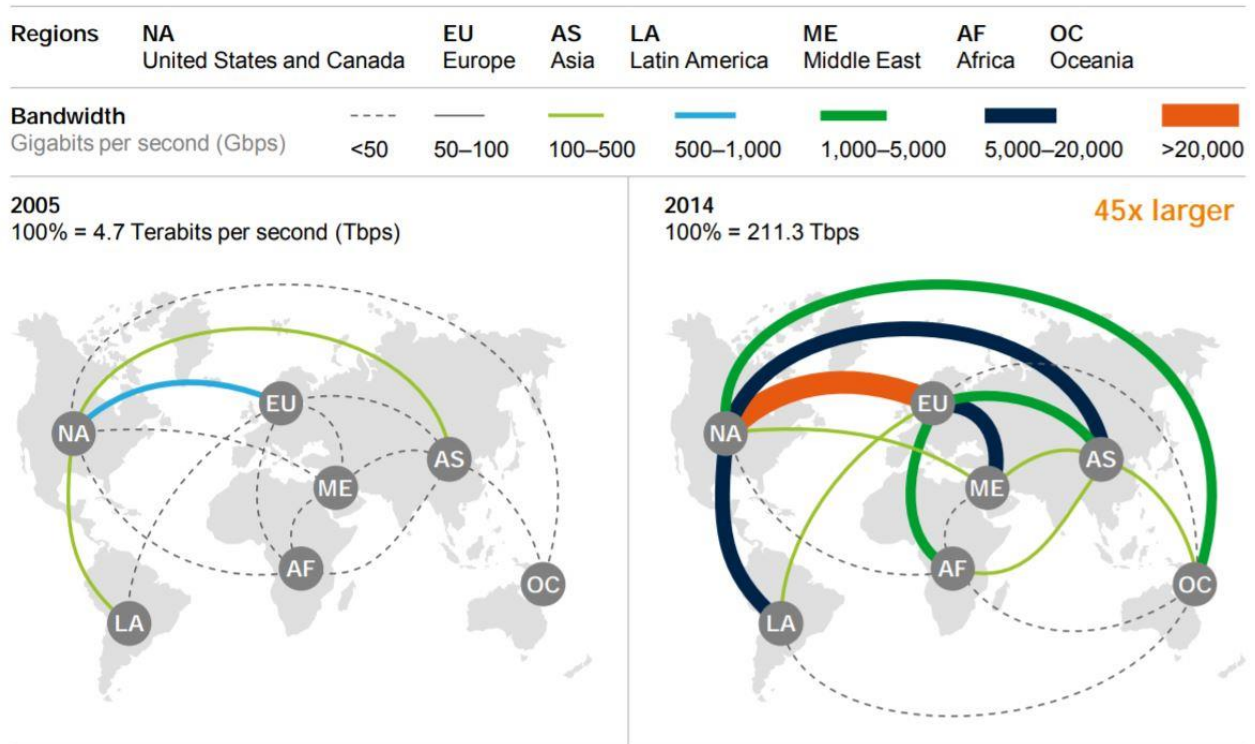 Regions NA EU AS LA ME AF OC
United States and Canada Europe Asia Latin America Middle East Africa Oceania
Bandwidth
Gigabits per second (Gbps) <50 50–100 100–500 500–1,000 1,000–5,000 5,000–20,000 >20,000
2005
100% = 4.7 Terabits per second (Tbps)
NA
EU
AS
ME
AF
OC
LA
2014
100% = 211.3 Tbps
45x larger
NA
EU
AS
ME
AF
OC
LA